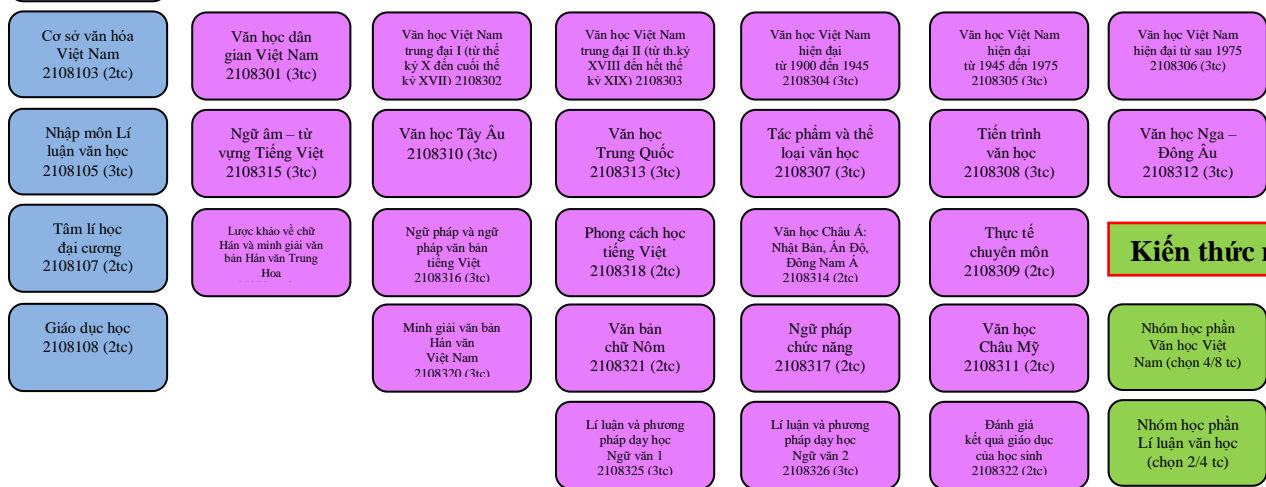 Cơ sở văn hóa
Việt Nam
2108103 (2tc)
Văn học dân
gian Việt Nam
2108301 (3tc)
Văn học Việt Nam
trung đại I (từ thế
kỷ X đến cuối thế
kỷ XVII) 2108302
Văn học Việt Nam
trung đại II (từ th.kỷ
XVIII đến hết thế
kỷ XIX) 2108303
Văn học Việt Nam
hiện đại
từ 1900 đến 1945
2108304 (3tc)
Văn học Việt Nam
hiện đại
từ 1945 đến 1975
2108305 (3tc)
Văn học Việt Nam
hiện đại từ sau 1975
2108306 (3tc)
Nhập môn Lí
luận văn học
2108105 (3tc)
Ngữ âm – từ
vựng Tiếng Việt
2108315 (3tc)
Văn học Tây Âu
2108310 (3tc)
Văn học
Trung Quốc
2108313 (3tc)
Tác phẩm và thể
loại văn học
2108307 (3tc)
Tiến trình
văn học
2108308 (3tc)
Văn học Nga –
Đông Âu
2108312 (3tc)
Tâm lí học
đại cương
2108107 (2tc)
Lược khảo về chữ
Hán và minh giải văn
bản Hán văn Trung
Hoa
Ngữ pháp và ngữ
pháp văn bản
tiếng Việt
2108316 (3tc)
Phong cách học
tiếng Việt
2108318 (2tc)
Văn học Châu Á:
Nhật Bản, Ấn Độ,
Đông Nam Á
2108314 (2tc)
Thực tế
chuyên môn
2108309 (2tc)
Kiến thức
Giáo dục học
2108108 (2tc)
Minh giải văn bản
Hán văn
Việt Nam
2108320 (3tc)
Văn bản
chữ Nôm
2108321 (2tc)
Ngữ pháp
chức năng
2108317 (2tc)
Văn học
Châu Mỹ
2108311 (2tc)
Nhóm học phần
Văn học Việt
Nam (chọn 4/8 tc)
Lí luận và phương
pháp dạy học
Ngữ văn 1
2108325 (3tc)
Lí luận và phương
pháp dạy học
Ngữ văn 2
2108326 (3tc)
Đánh giá
kết quả giáo dục
của học sinh
2108322 (2tc)
Nhóm học phần
Lí luận văn học
(chọn 2/4 tc)